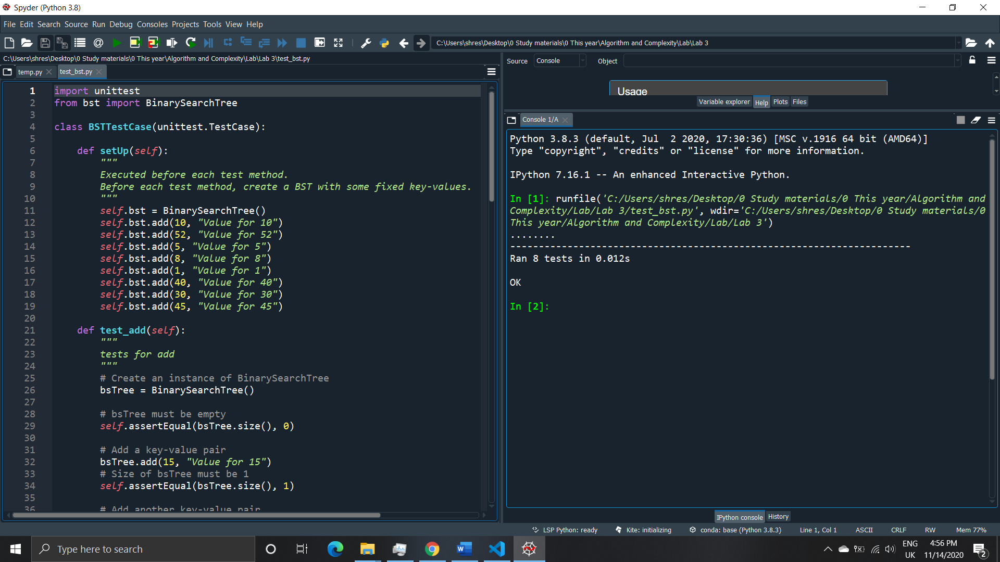 Spyder (Python 3.8)
File Edit Search Source Run Debug Consoles Projects Tools View Help
C:\Users\shres\Desktop\0 Study materials\0 This year\Algorithm and Complexity\Lab\Lab 3
C:\Users\shres\Desktop\0 Study materials\0 This year\Algorithm and Complexity\Lab\Lab 3\test_bst.py
temp.py test_bst.py
1 import unittest
2 from bst import BinarySearchTree
3
4 class BSTTestCase(unittest.TestCase):
5
6 def setUp(self):
7 """
8 Executed before each test method.
9 Before each test method, create a BST with some fixed key-values.
10 """
11 self.bst = BinarySearchTree()
12 self.bst.add(10, "Value for 10")
13 self.bst.add(52, "Value for 52")
14 self.bst.add(5, "Value for 5")
15 self.bst.add(8, "Value for 8")
16 self.bst.add(1, "Value for 1")
17 self.bst.add(40, "Value for 40")
18 self.bst.add(30, "Value for 30")
19 self.bst.add(45, "Value for 45")
20
21 def test_add(self):
22 """
23 tests for add
24 """
25 # Create an instance of BinarySearchTree
26 bsTree = BinarySearchTree()
27
28 # bsTree must be empty
29 self.assertEqual(bsTree.size(), 0)
30
31 # Add a key-value pair
32 bsTree.add(15, "Value for 15")
33 # Size of bsTree must be 1
34 self.assertEqual(bsTree.size(), 1)
35
36 # Add another key-value pair
Source Console Object
Usage
Variable explorer Help Plots Files
Console 1/A
Python 3.8.3 (default, Jul  2 2020, 17:30:36) [MSC v.1916 64 bit (AMD64)]
Type "copyright", "credits" or "license" for more information.
IPython 7.16.1 -- An enhanced Interactive Python.
In [1]: runfile('C:/Users/shres/Desktop/0 Study materials/0 This year/Algorithm and
Complexity/Lab/Lab 3/test_bst.py', wdir='C:/Users/shres/Desktop/0 Study materials/0
This year/Algorithm and Complexity/Lab/Lab 3')
........
----------------------------------------------------------------------
Ran 8 tests in 0.012s
OK
In [2]:
IPython console History
LSP Python: ready Kite: initializing conda: base (Python 3.8.3) Line 1, Col 1 ASCII CRLF RW Mem 77%
Type here to search
ENG
UK
4:56 PM
11/14/2020
2